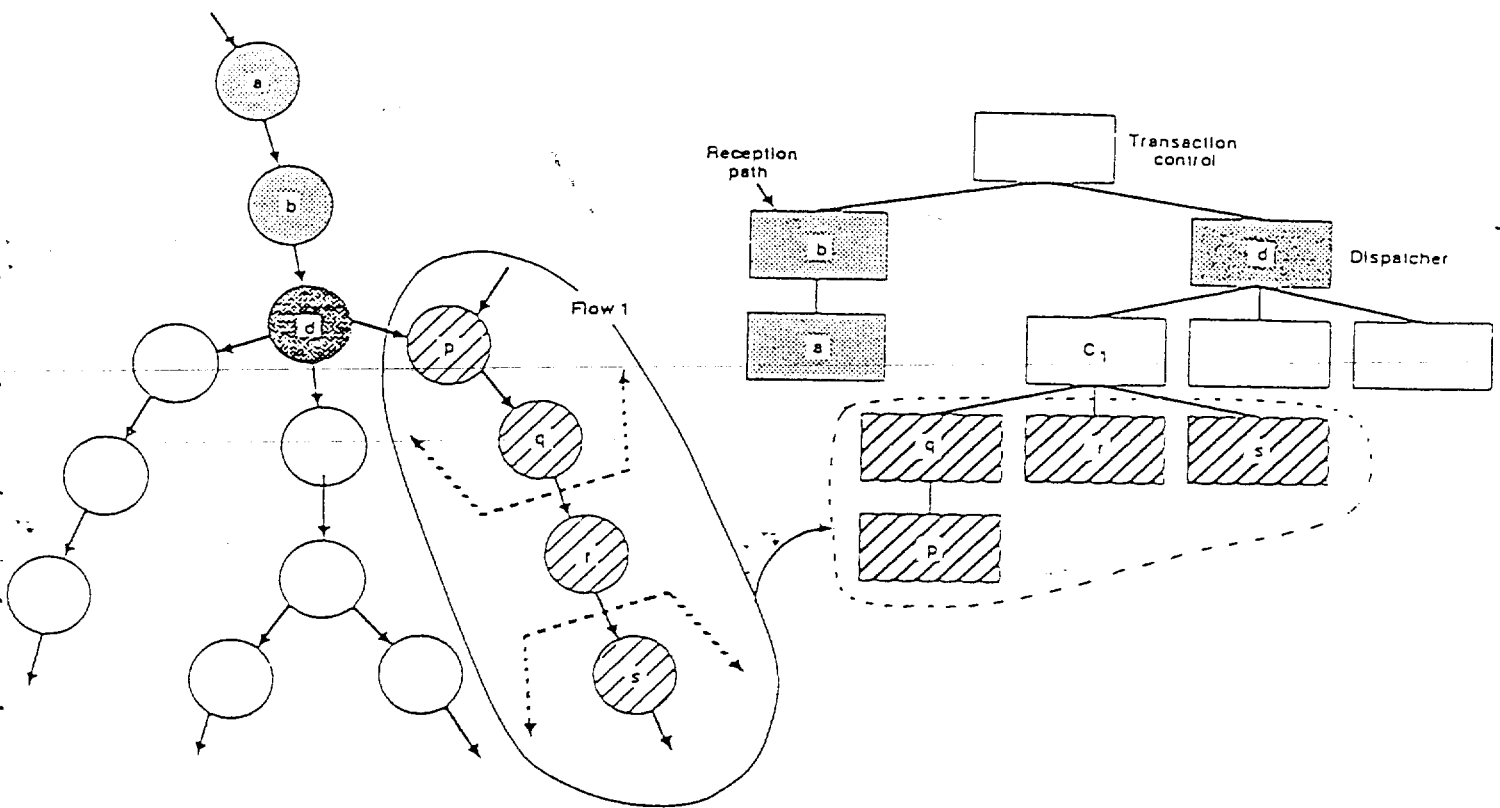 a
b
d
Flow 1
p
q
r
s
Transaction
control
Reception
path
b
d
Dispatcher
a
C1
q
r
s
p